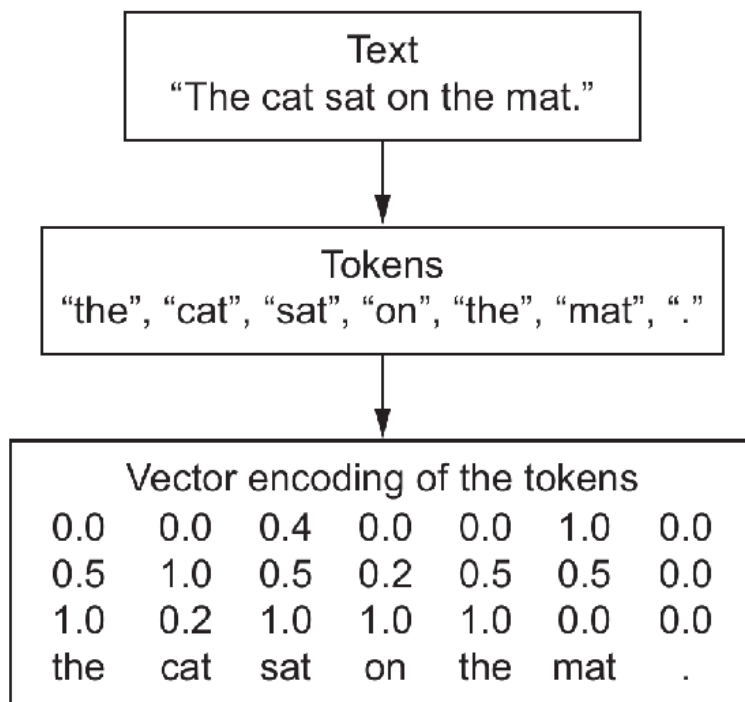 Text
“The cat sat on the mat.”
Tokens
“the”, “cat”, “sat”, “on”, “the”, “mat”, “.”
Vector encoding of the tokens
0.0 0.0 0.4 0.0 0.0 1.0 0.0
0.5 1.0 0.5 0.2 0.5 0.5 0.0
1.0 0.2 1.0 1.0 1.0 0.0 0.0
the cat sat on the mat .